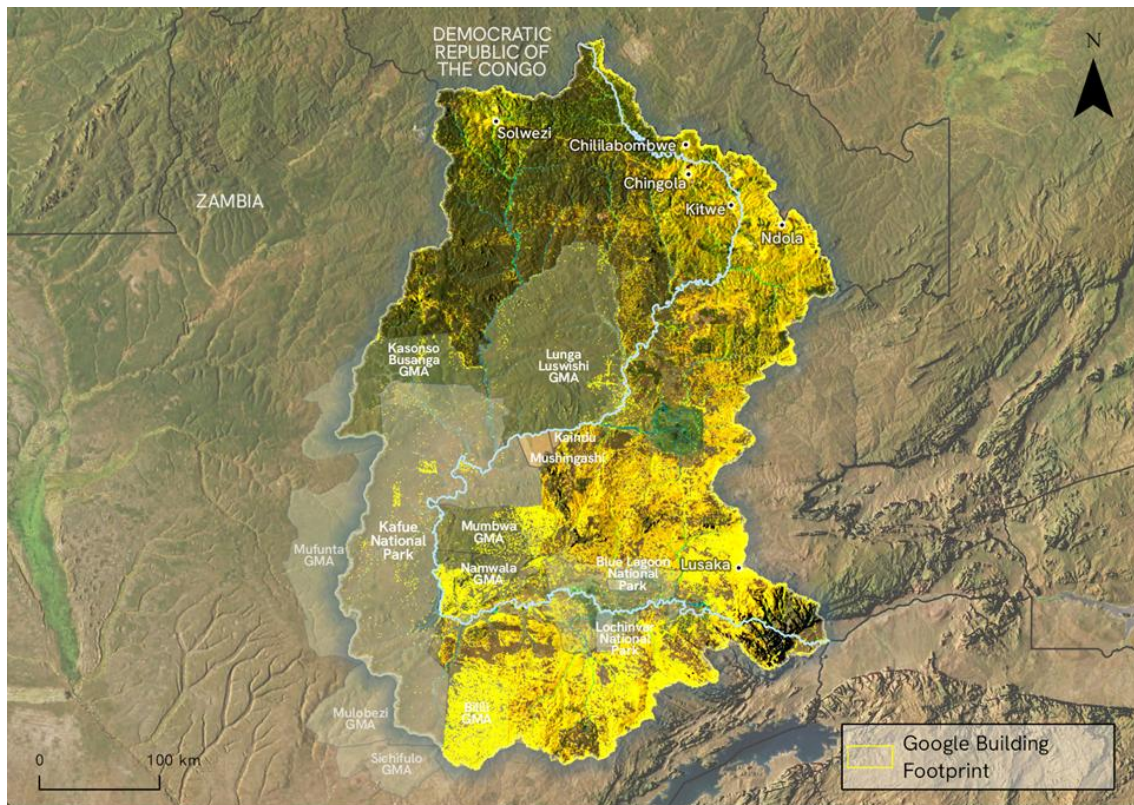 DEMOCRATIC
REPUBLIC OF
THE CONGO
N
Solwezi
Chililabombwe
Chingola
ZAMBIA
Kitwe
Ndola
Kasonso
Busanga
GMA
Lunga
Luswishi
GMA
Kaindu
Mushingashi
Kafue
National
Park
Mumbwa
GMA
Mufunta
GMA
Namwala
GMA
Blue Lagoon
National
Park
Lusaka
Lochinvar
National
Park
Bilili
GMA
Mulobezi
GMA
Sichifulo
GMA
0 100 km
Google Building
Footprint